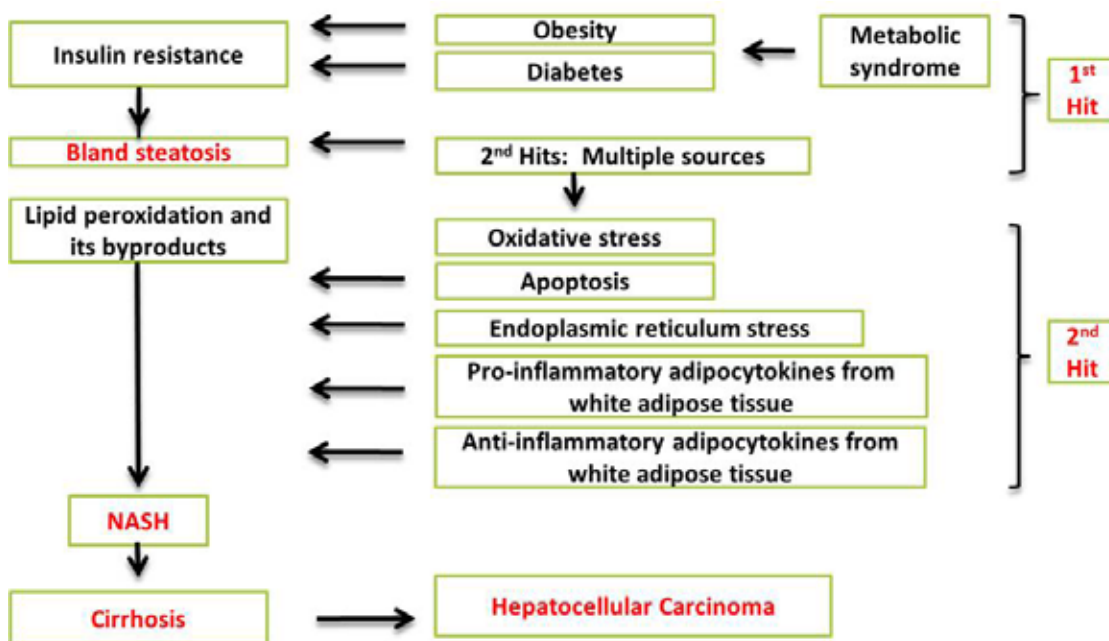 Insulin resistance
Obesity
Diabetes
Metabolic
syndrome
1st
Hit
Bland steatosis
2nd Hits: Multiple sources
Lipid peroxidation and
its byproducts
Oxidative stress
Apoptosis
Endoplasmic reticulum stress
Pro-inflammatory adipocytokines from
white adipose tissue
Anti-inflammatory adipocytokines from
white adipose tissue
2nd
Hit
NASH
Cirrhosis
Hepatocellular Carcinoma